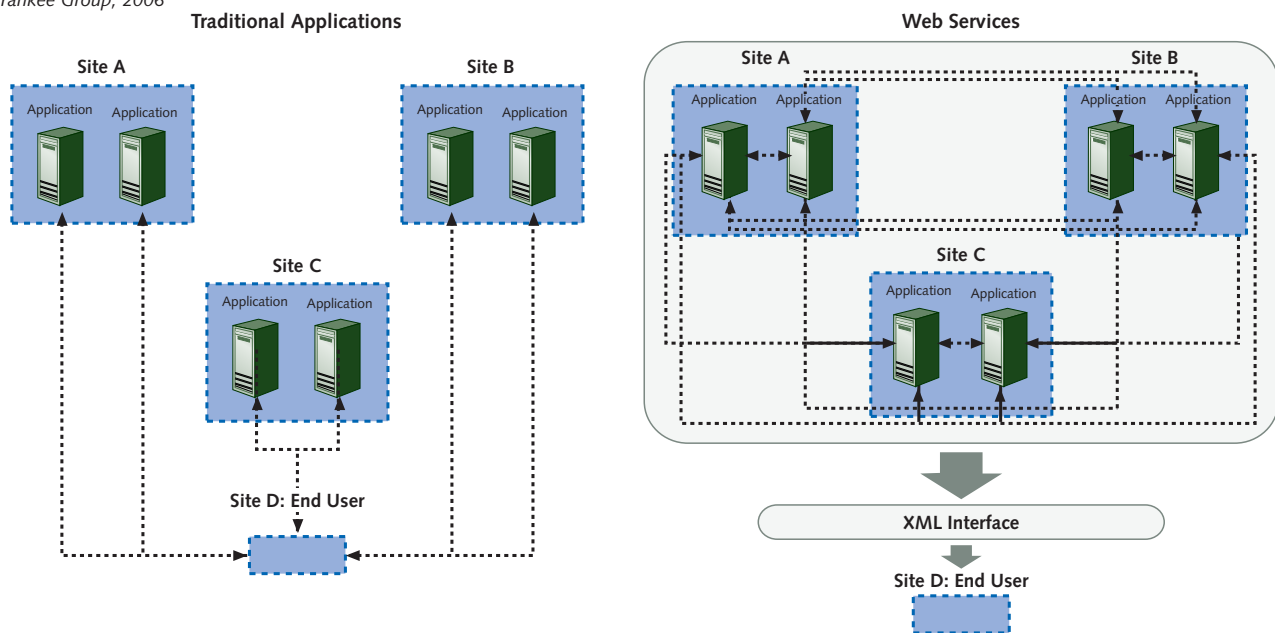 Yankee Group, 2006
Traditional Applications
Site A
Application Application
Site B
Application Application
Site C
Application Application
Site D: End User
Web Services
Site A
Application Application
Site B
Application Application
Site C
Application Application
XML Interface
Site D: End User